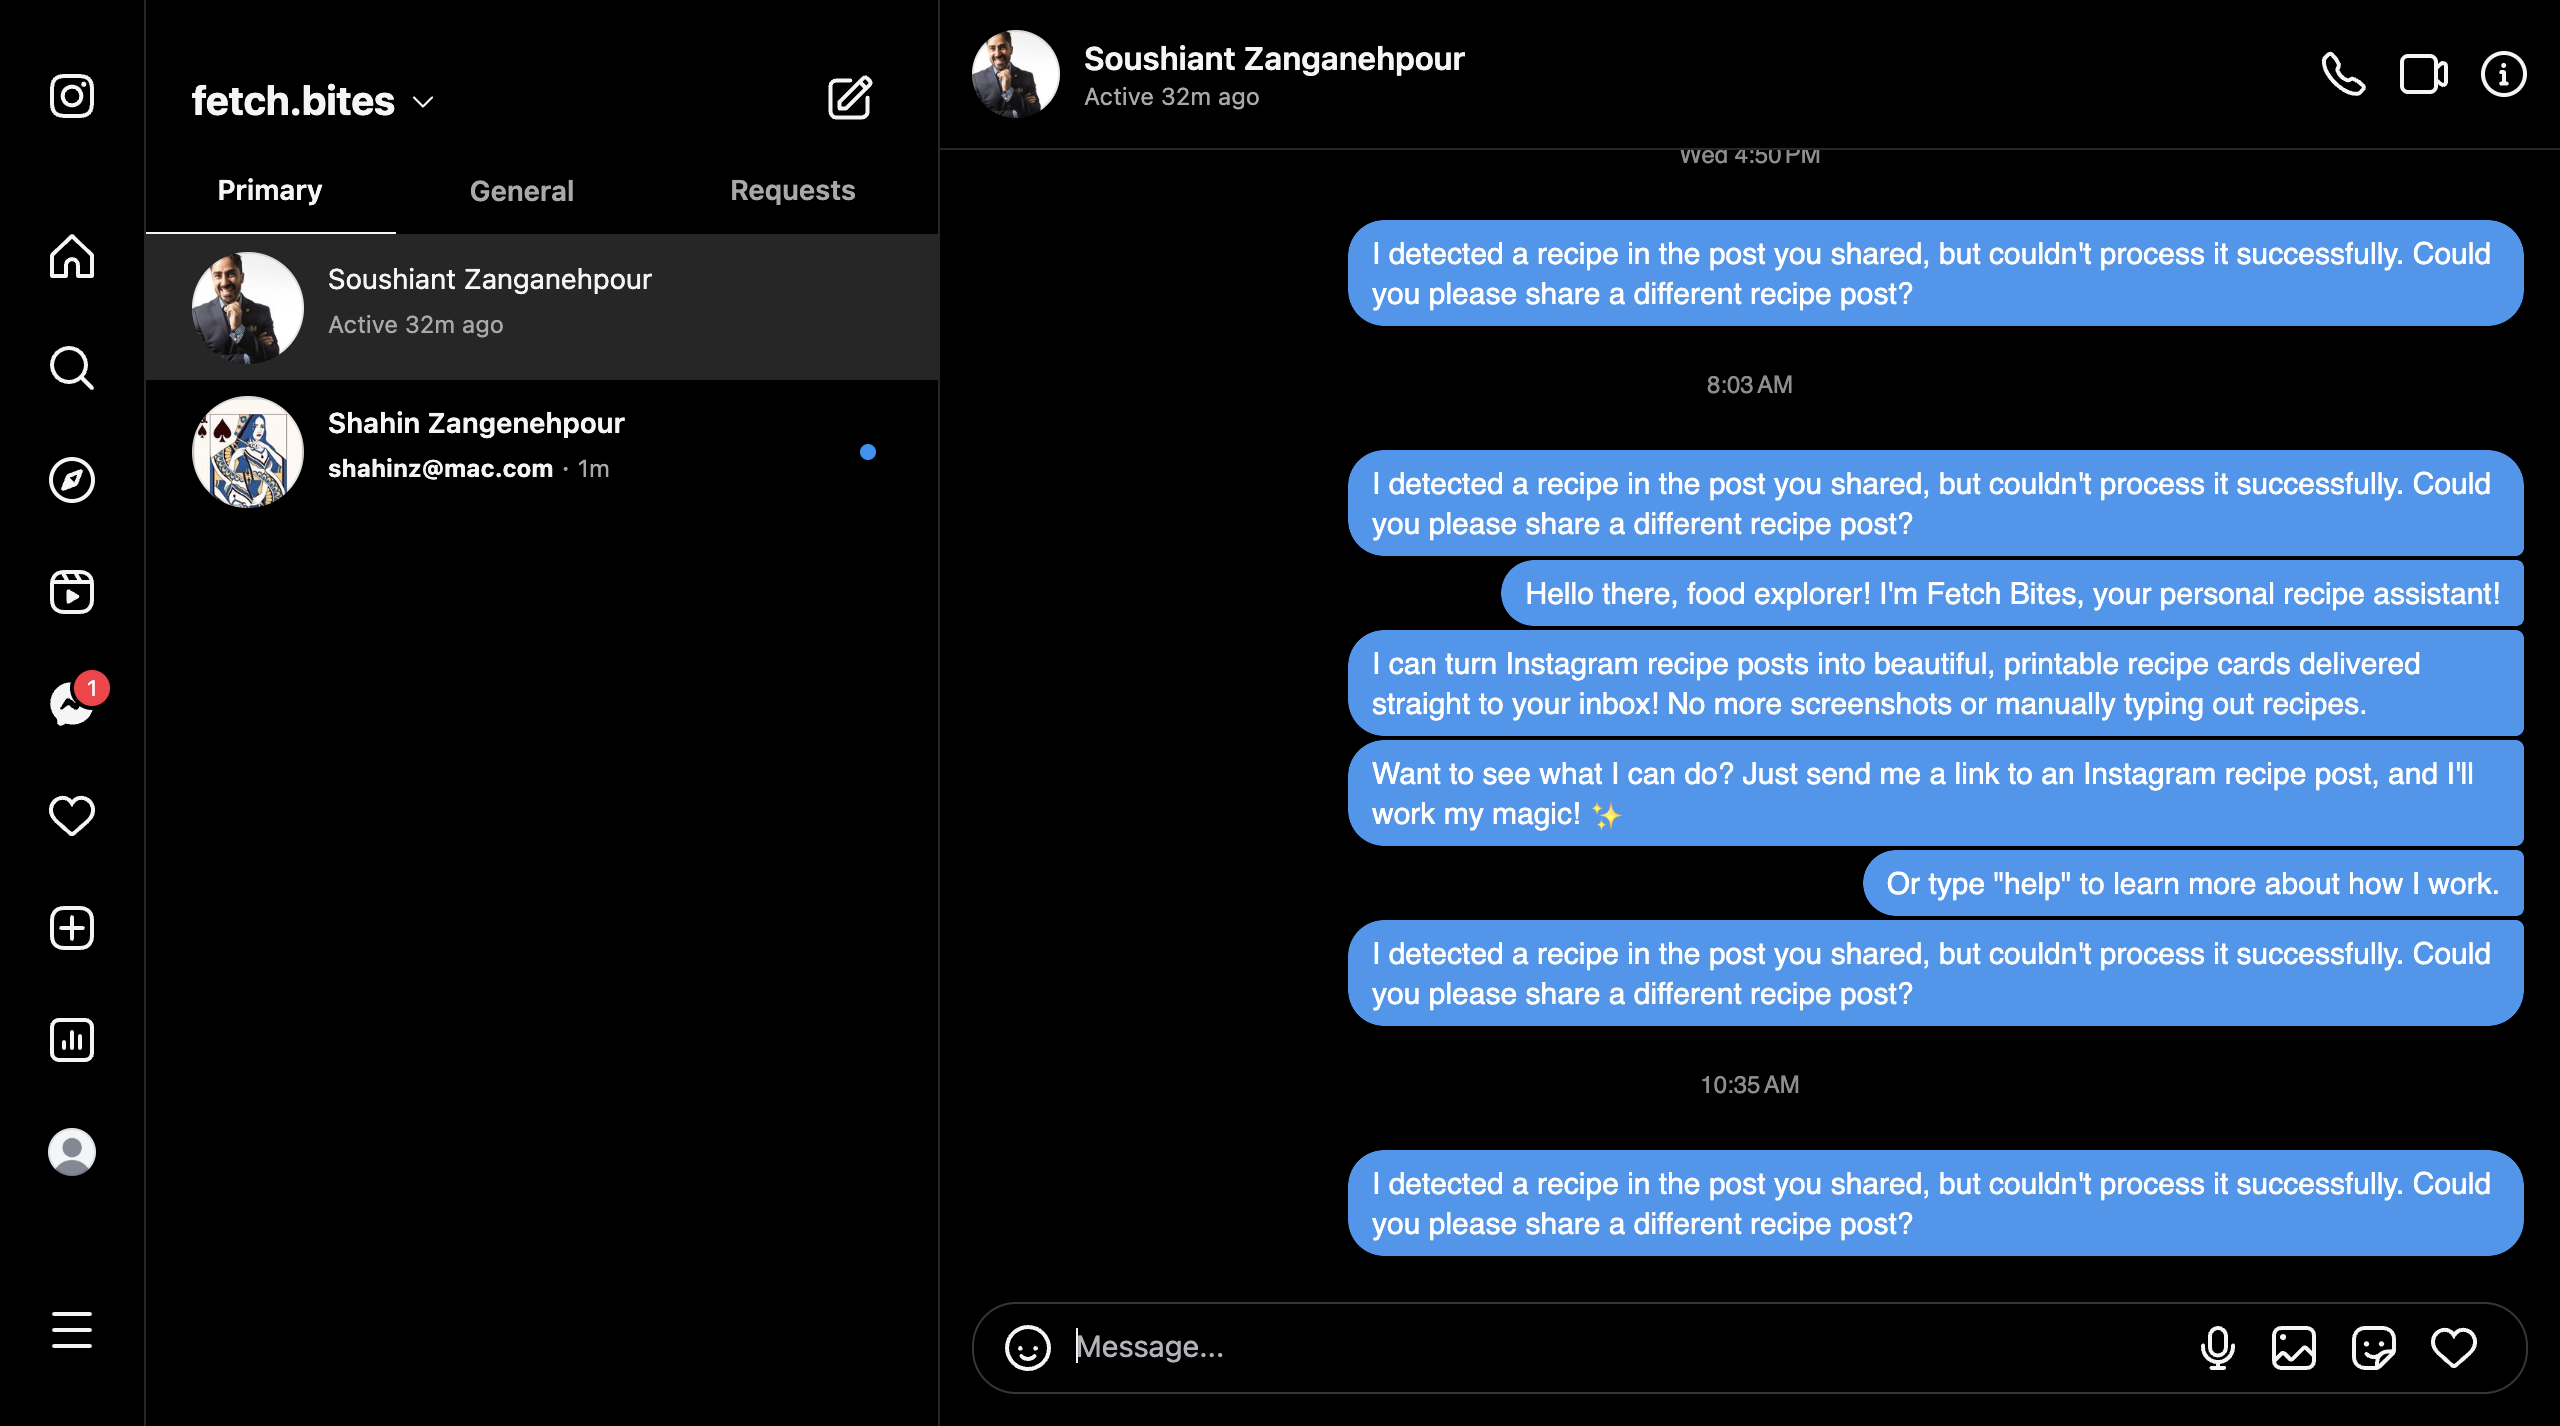 fetch.bites
Primary
General
Requests
Soushiant Zanganehpour
Active 32m ago
Shahin Zangenehpour
shahinz@mac.com · 1m
1
Soushiant Zanganehpour
Active 32m ago
Wed 4:50 PM
I detected a recipe in the post you shared, but couldn't process it successfully. Could
you please share a different recipe post?
8:03 AM
I detected a recipe in the post you shared, but couldn't process it successfully. Could
you please share a different recipe post?
Hello there, food explorer! I'm Fetch Bites, your personal recipe assistant!
I can turn Instagram recipe posts into beautiful, printable recipe cards delivered
straight to your inbox! No more screenshots or manually typing out recipes.
Want to see what I can do? Just send me a link to an Instagram recipe post, and I'll
work my magic! ✨
Or type "help" to learn more about how I work.
I detected a recipe in the post you shared, but couldn't process it successfully. Could
you please share a different recipe post?
10:35 AM
I detected a recipe in the post you shared, but couldn't process it successfully. Could
you please share a different recipe post?
Message...